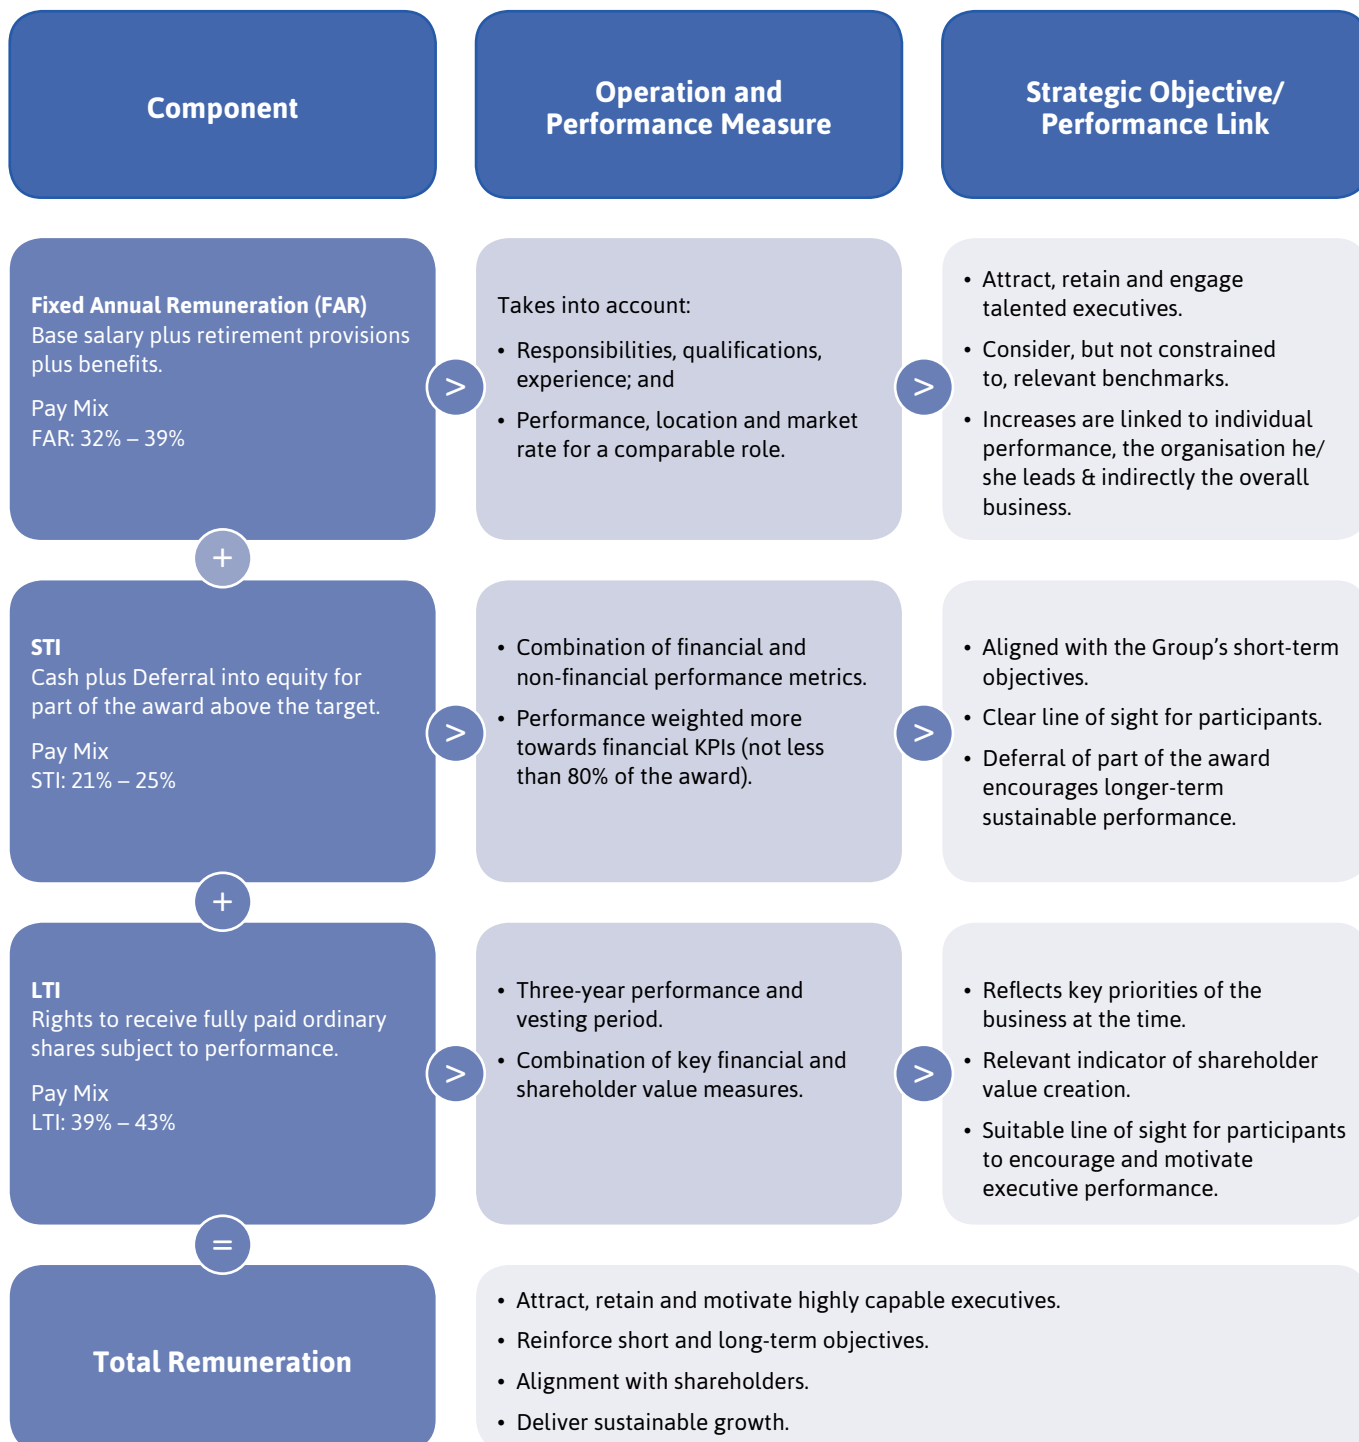 Component
Operation and
Performance Measure
Strategic Objective/
Performance Link
Fixed Annual Remuneration (FAR)
Base salary plus retirement provisions
plus benefits.
Pay Mix
FAR: 32% – 39%
>
Takes into account:
• Responsibilities, qualifications,
experience; and
• Performance, location and market
rate for a comparable role.
>
• Attract, retain and engage
talented executives.
• Consider, but not constrained
to, relevant benchmarks.
• Increases are linked to individual
performance, the organisation he/
she leads & indirectly the overall
business.
+
STI
Cash plus Deferral into equity for
part of the award above the target.
Pay Mix
STI: 21% – 25%
>
• Combination of financial and
non-financial performance metrics.
• Performance weighted more
towards financial KPIs (not less
than 80% of the award).
>
• Aligned with the Group’s short-term
objectives.
• Clear line of sight for participants.
• Deferral of part of the award
encourages longer-term
sustainable performance.
+
LTI
Rights to receive fully paid ordinary
shares subject to performance.
Pay Mix
LTI: 39% – 43%
>
• Three-year performance and
vesting period.
• Combination of key financial and
shareholder value measures.
>
• Reflects key priorities of the
business at the time.
• Relevant indicator of shareholder
value creation.
• Suitable line of sight for participants
to encourage and motivate
executive performance.
=
Total Remuneration
• Attract, retain and motivate highly capable executives.
• Reinforce short and long-term objectives.
• Alignment with shareholders.
• Deliver sustainable growth.